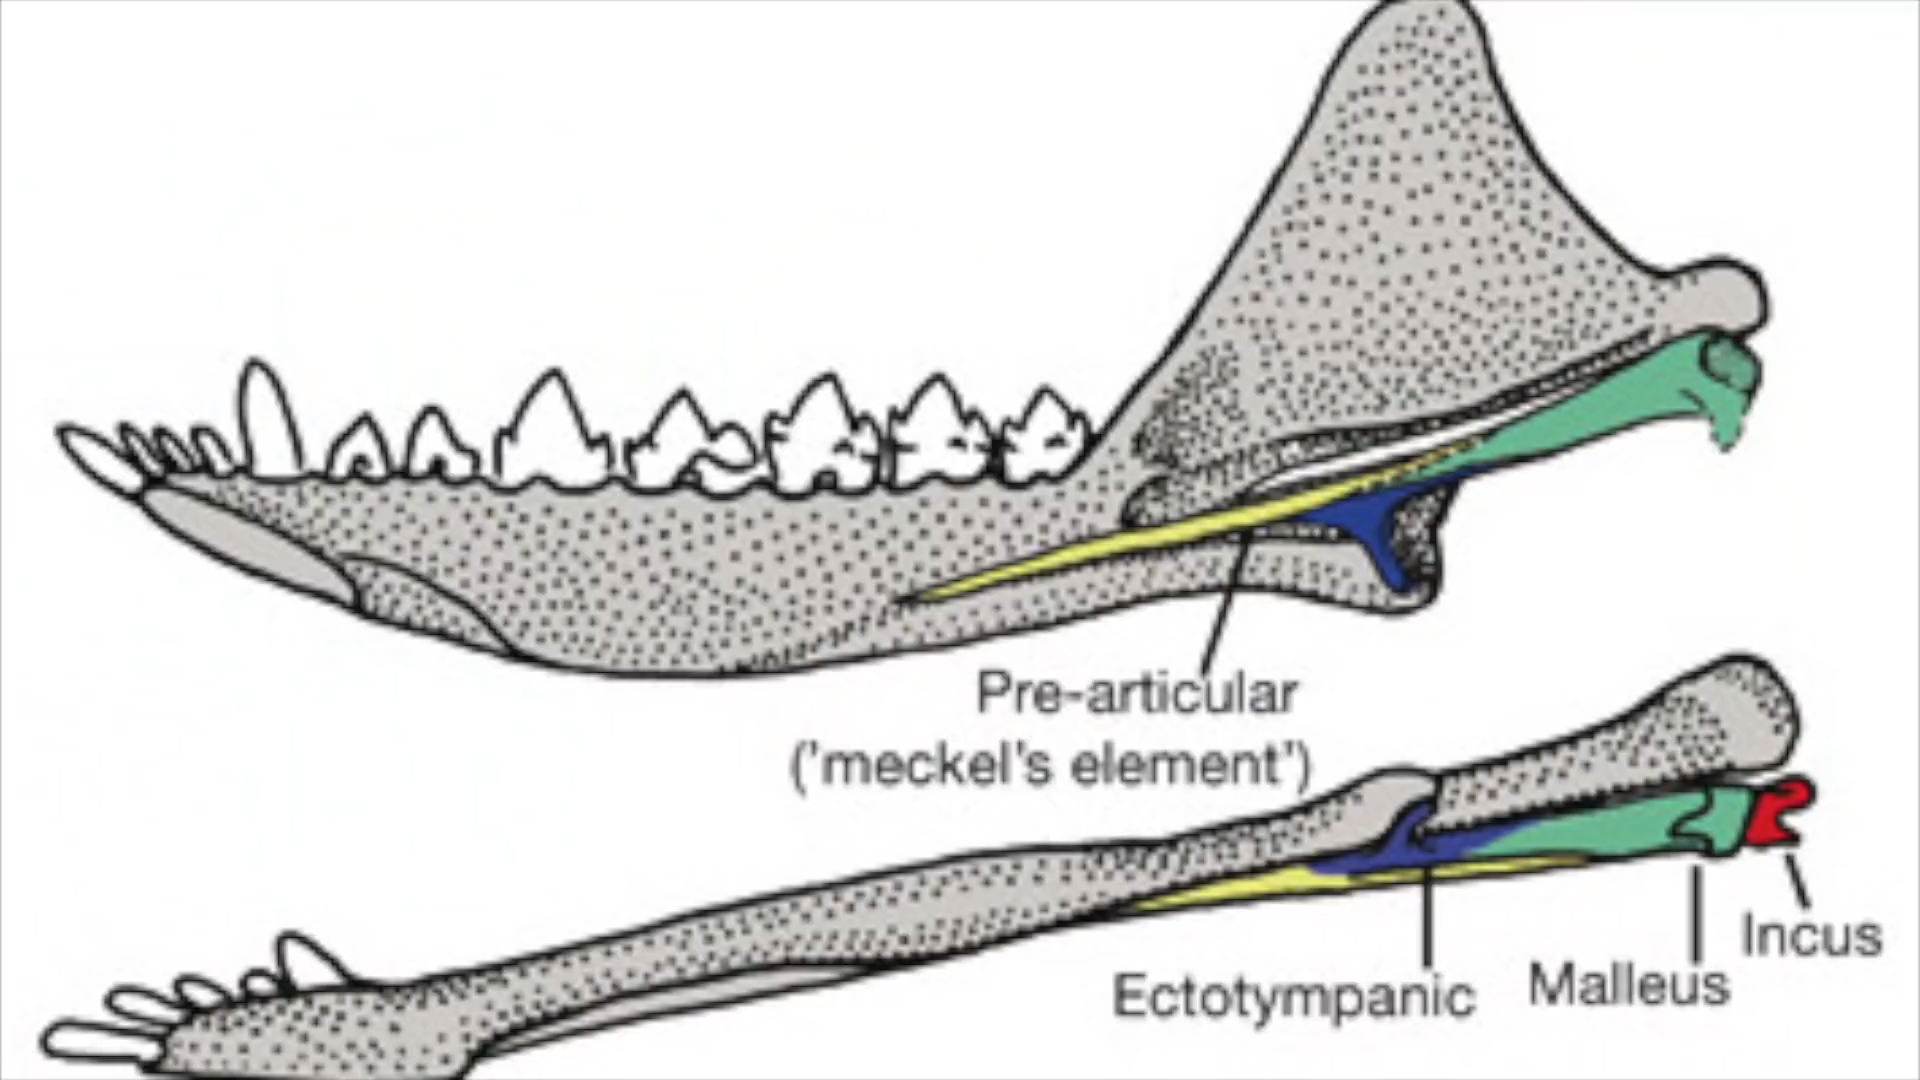 Pre-articular
('meckel's element')
Ectotympanic
Malleus
Incus